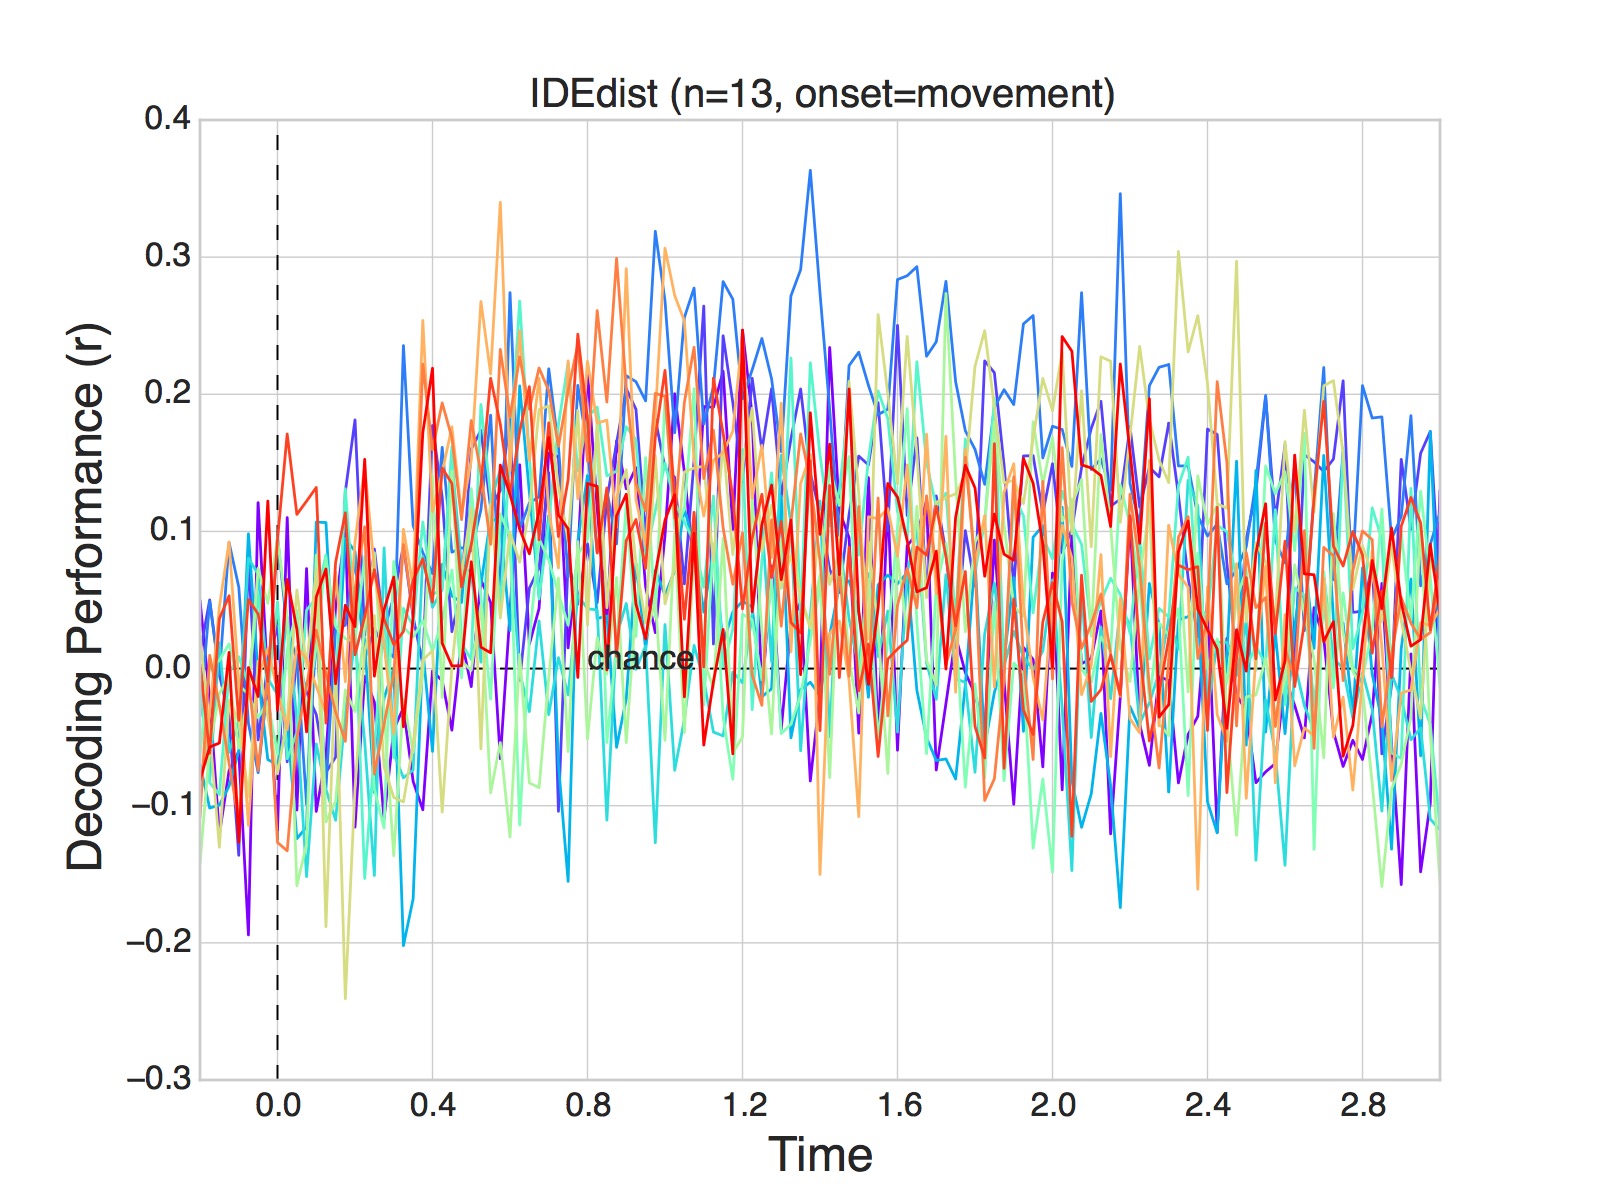 IDEdist (n=13, onset=movement)
0.4
0.3
0.2
0.1
0.0
−0.1
−0.2
−0.3
Decoding Performance (r)
chance
0.0 0.4 0.8 1.2 1.6 2.0 2.4 2.8
Time